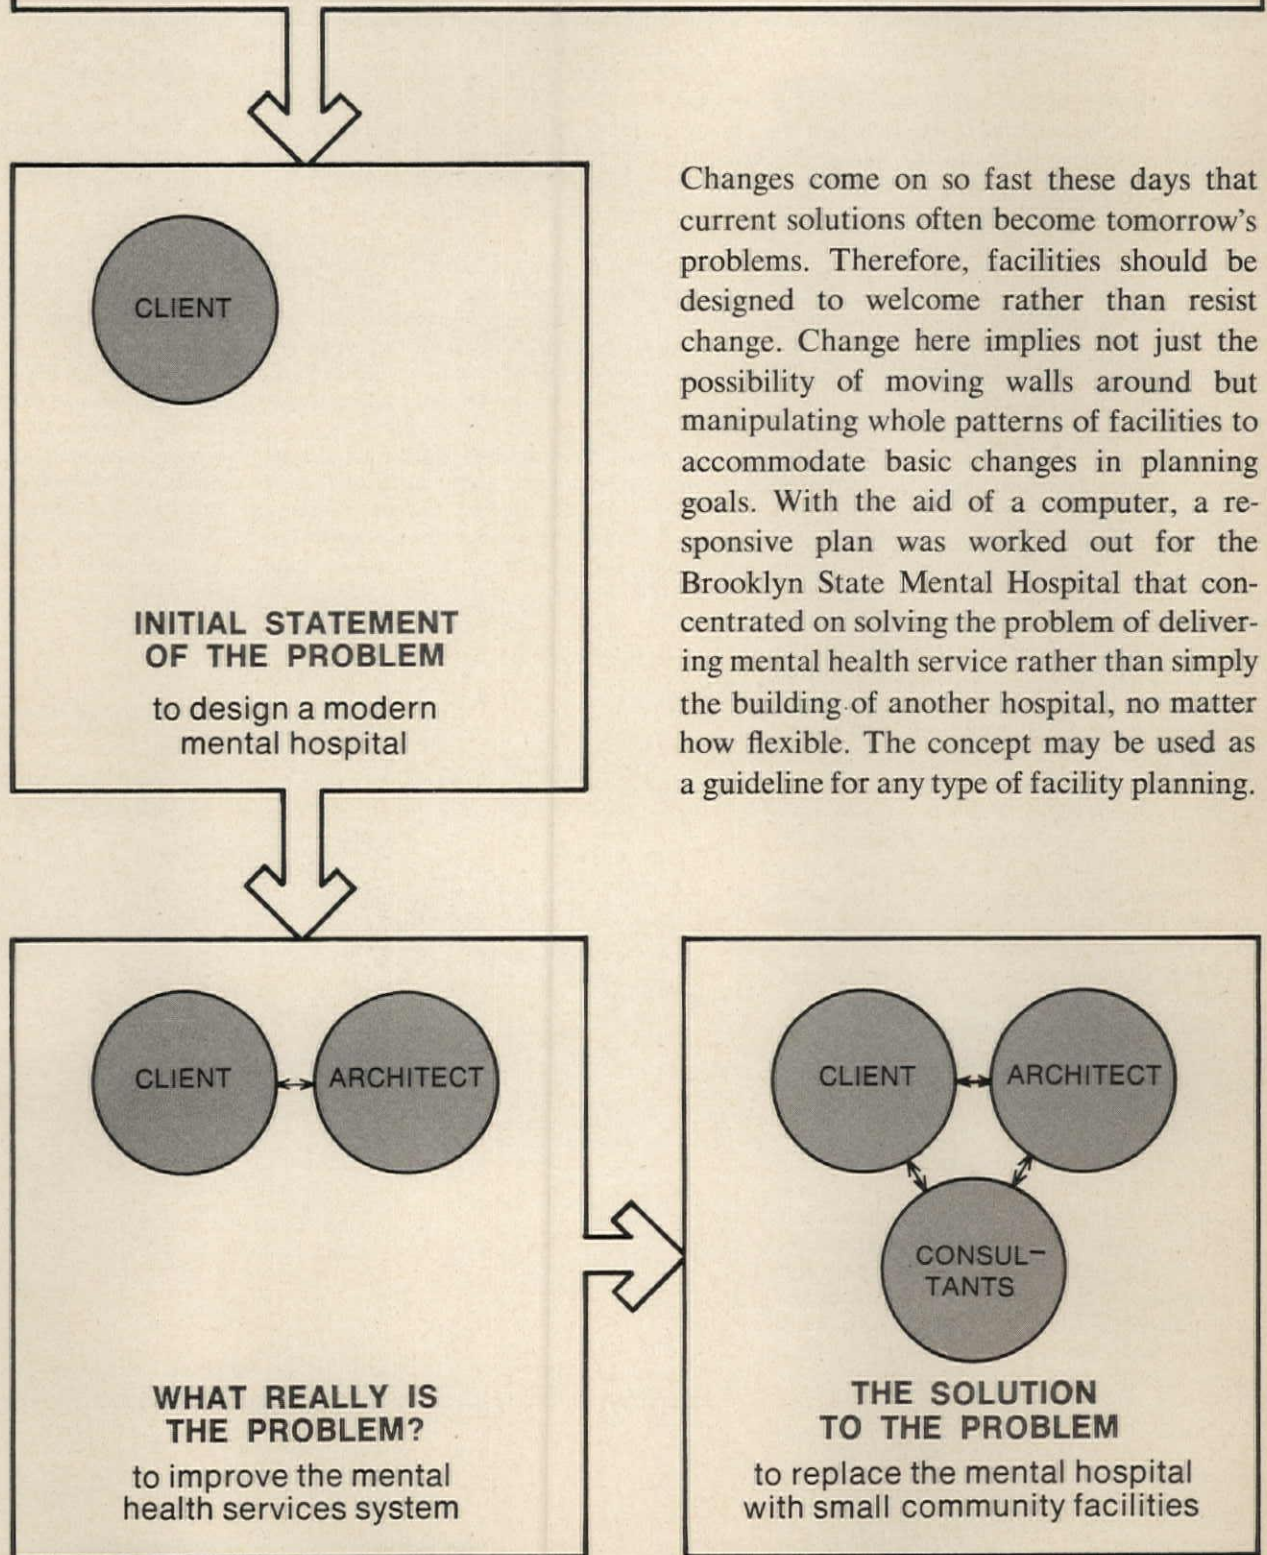 CLIENT
INITIAL STATEMENT
OF THE PROBLEM
to design a modern
mental hospital
Changes come on so fast these days that
current solutions often become tomorrow's
problems. Therefore, facilities should be
designed to welcome rather than resist
change. Change here implies not just the
possibility of moving walls around but
manipulating whole patterns of facilities to
accommodate basic changes in planning
goals. With the aid of a computer, a re-
sponsive plan was worked out for the
Brooklyn State Mental Hospital that con-
centrated on solving the problem of deliver-
ing mental health service rather than simply
the building of another hospital, no matter
how flexible. The concept may be used as
a guideline for any type of facility planning.
CLIENT
ARCHITECT
WHAT REALLY IS
THE PROBLEM?
to improve the mental
health services system
CLIENT
ARCHITECT
CONSUL-
TANTS
THE SOLUTION
TO THE PROBLEM
to replace the mental hospital
with small community facilities